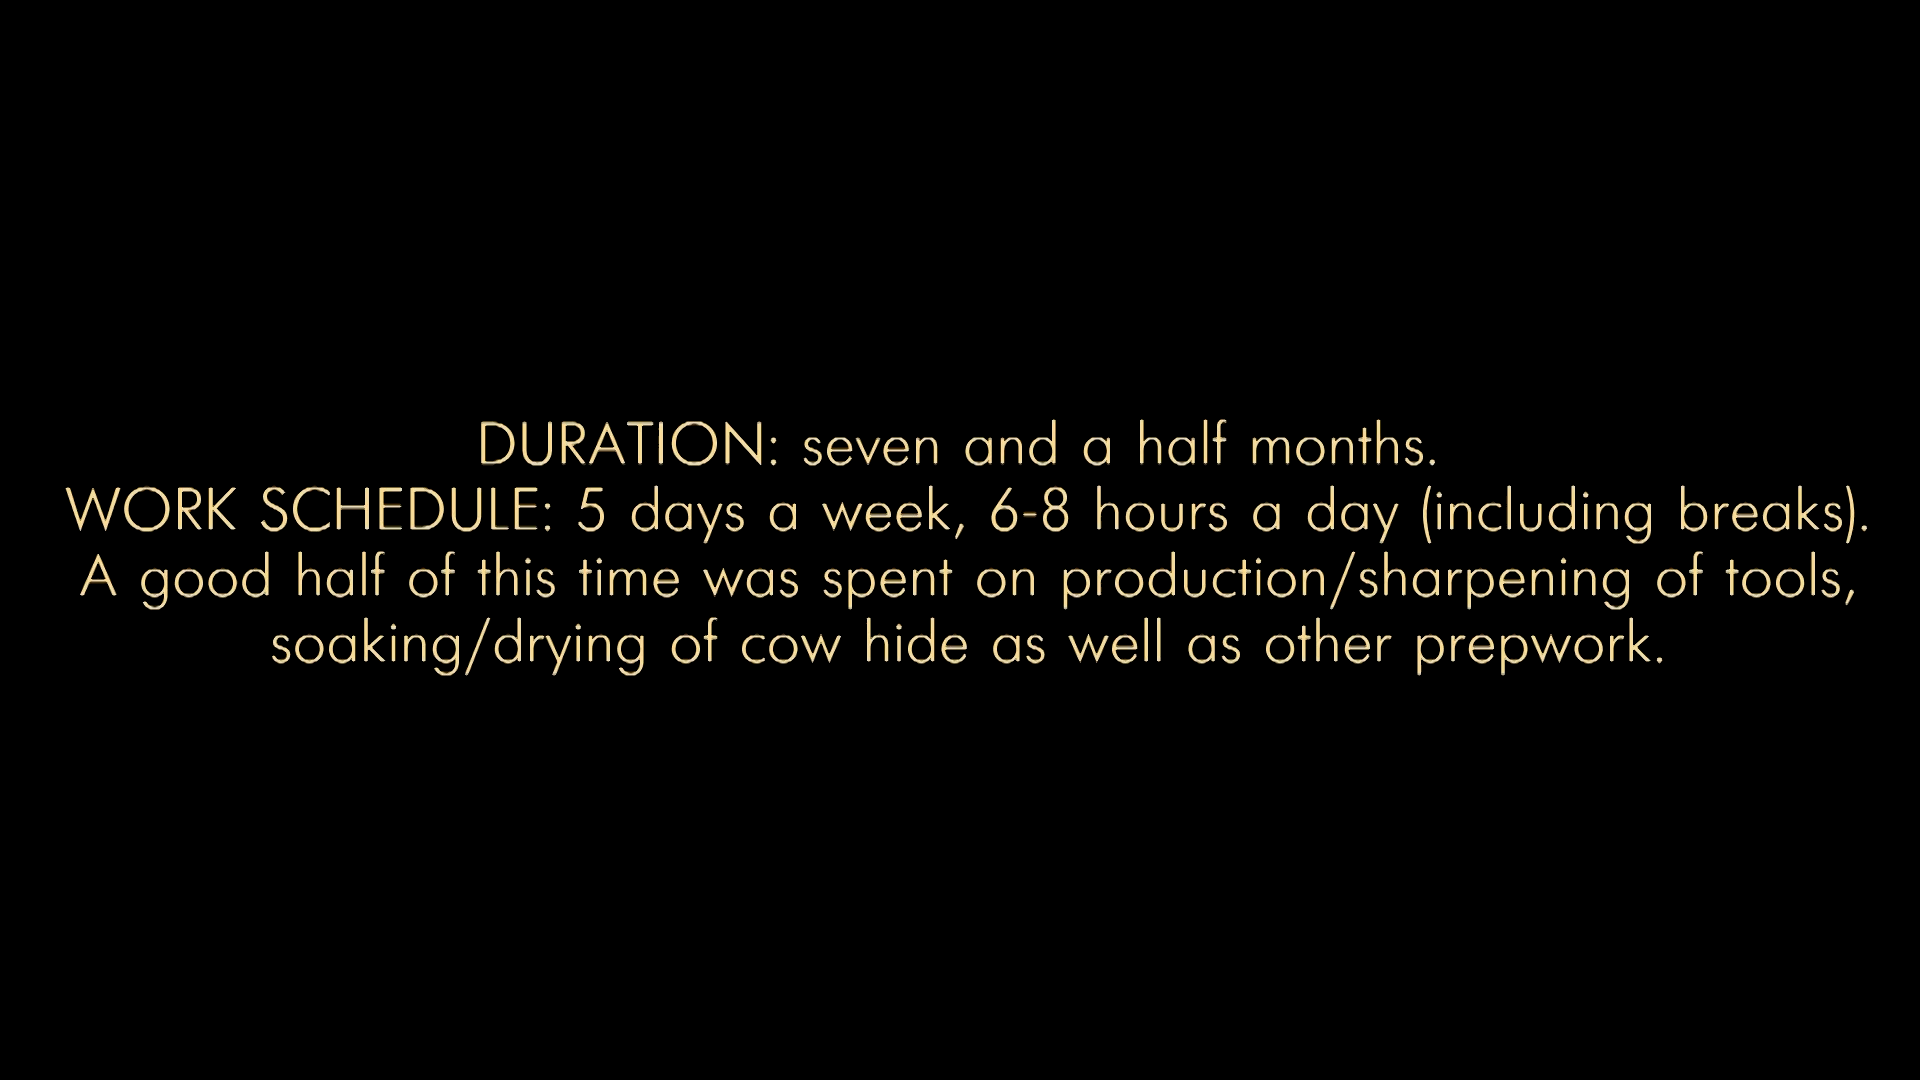 DURATION: seven and a half months.
WORK SCHEDULE: 5 days a week, 6-8 hours a day (including breaks).
A good half of this time was spent on production/sharpening of tools,
soaking/drying of cow hide as well as other prepwork.